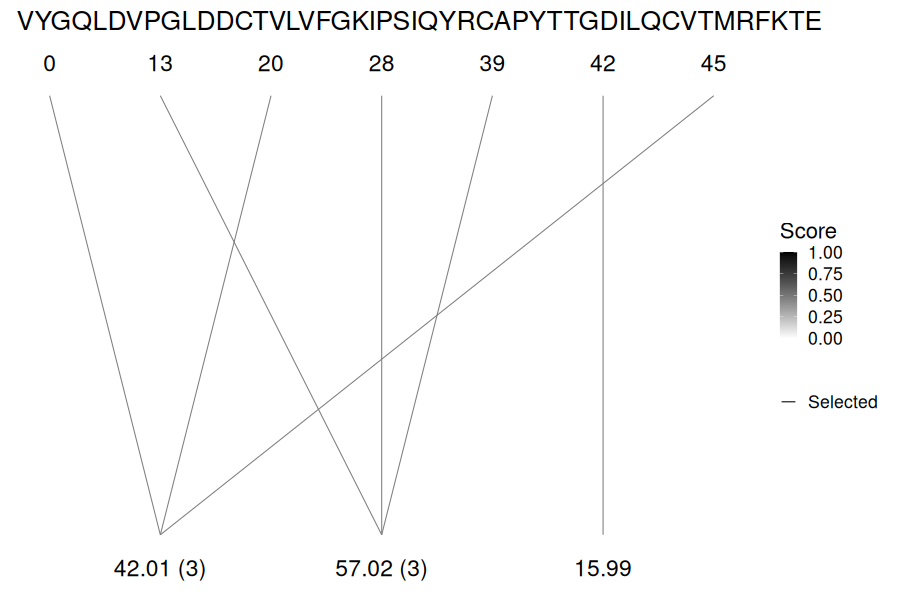 VYGQLDVPGLDDCTVLVFGKIPSIQYRCAPYTTGDILQCVTMRFKTE
0 13 20 28 39 42 45
Score
1.00
0.75
0.50
0.25
0.00
Selected
42.01 (3) 57.02 (3) 15.99